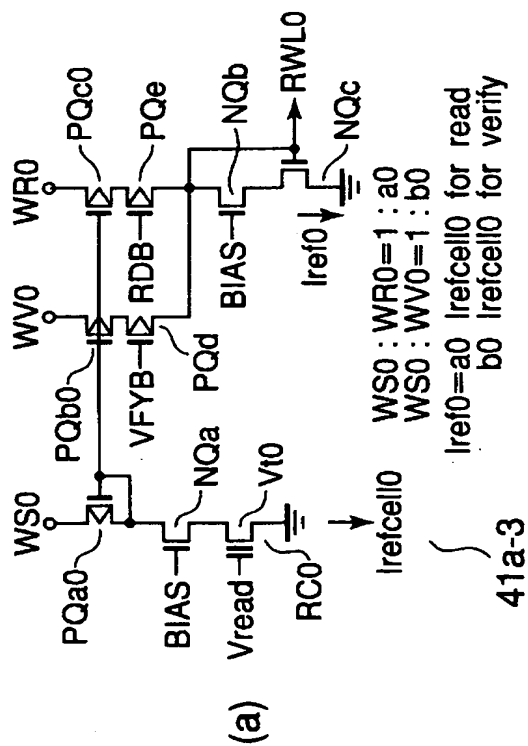 (a)
WS0
WV0
WR0
PQa0
PQb0
PQc0
VFYB
RDB
PQe
PQd
BIAS
NQa
BIAS
NQb
RWL0
Vread
Vt0
RC0
Iref0
NQc
Irefcell0
WS0 : WR0=1 : a0
WS0 : WV0=1 : b0
Iref0=a0 Irefcell0 for read
b0 Irefcell0 for verify
41a-3